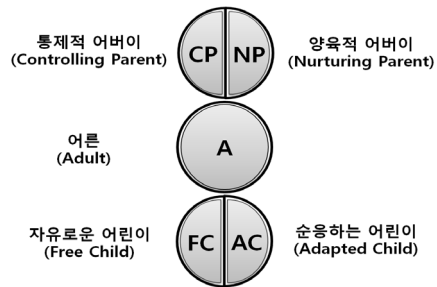 통제적 어버이
(Controlling Parent)
CP NP
양육적 어버이
(Nurturing Parent)
어른
(Adult)
A
자유로운 어린이
(Free Child)
FC AC
순응하는 어린이
(Adapted Child)